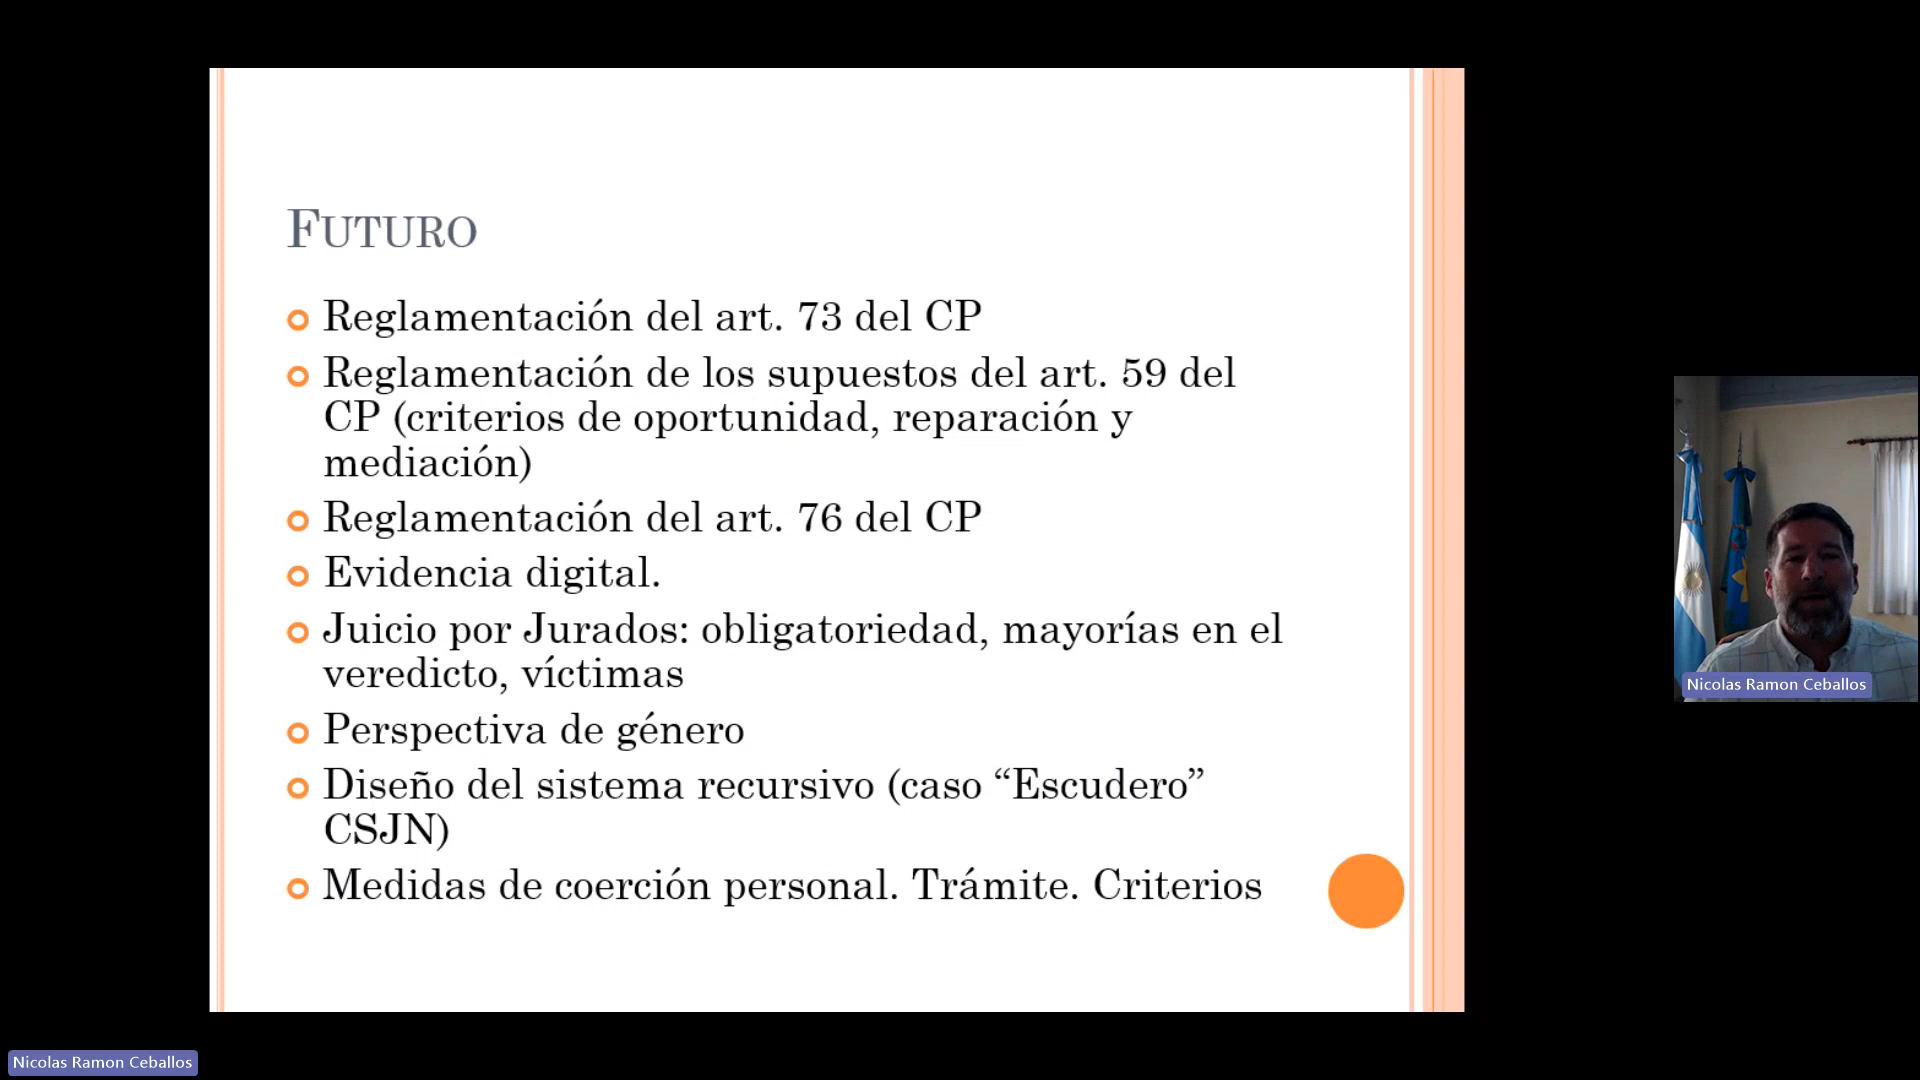 FUTURO
Reglamentación del art. 73 del CP
Reglamentación de los supuestos del art. 59 del
CP (criterios de oportunidad, reparación y
mediación)
Reglamentación del art. 76 del CP
Evidencia digital.
Juicio por Jurados: obligatoriedad, mayorías en el
veredicto, víctimas
Perspectiva de género
Diseño del sistema recursivo (caso “Escudero”
CSJN)
Medidas de coerción personal. Trámite. Criterios
Nicolas Ramon Ceballos
Nicolas Ramon Ceballos